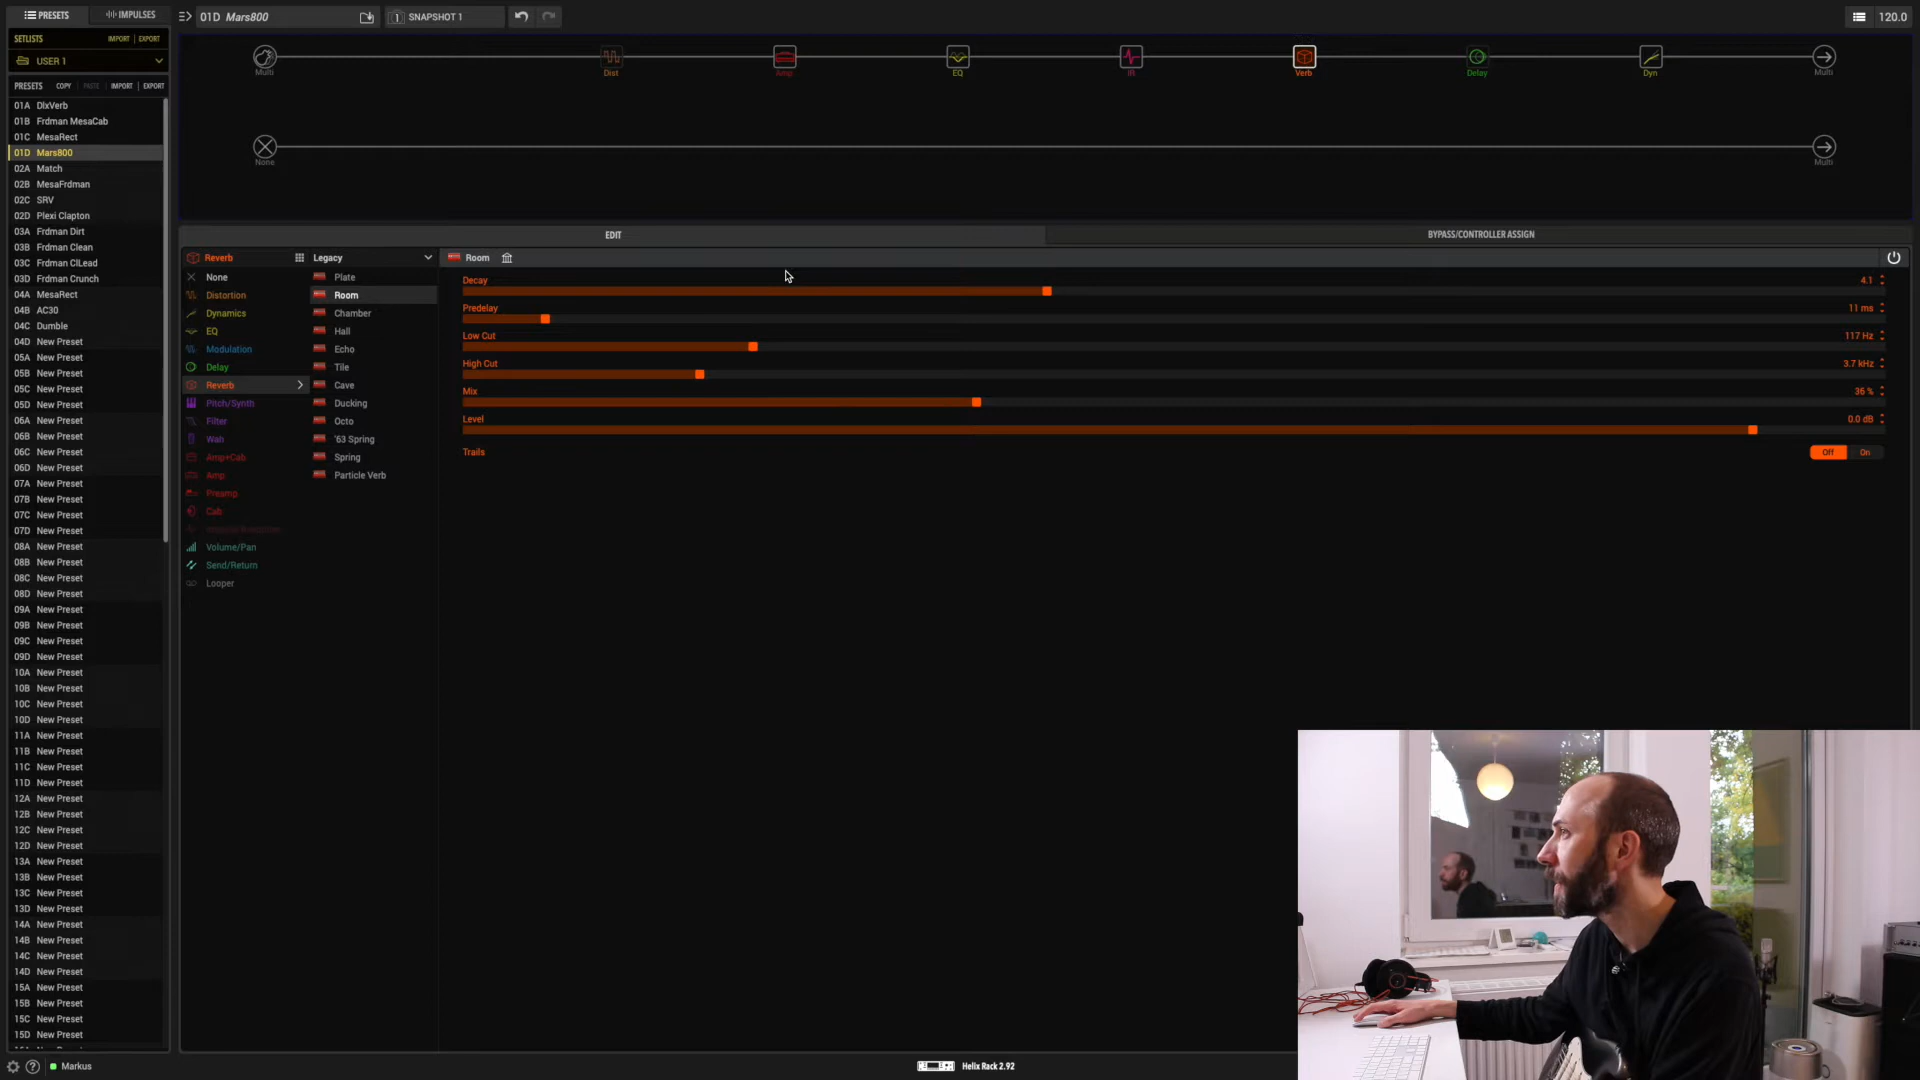 PRESETS
IMPULSES
01D Mars800
1 SNAPSHOT 1
120.0
SETLISTS
IMPORT | EXPORT
USER 1
PRESETS COPY PASTE IMPORT EXPORT
01A DlxVerb
01B Frdman MesaCab
01C MesaRect
01D Mars800
02A Match
02B MesaFrdman
02C SRV
02D Plexi Clapton
03A Frdman Dirt
03B Frdman Clean
03C Frdman ClLead
03D Frdman Crunch
04A MesaRect
04B AC30
04C Dumble
04D New Preset
05A New Preset
05B New Preset
05C New Preset
05D New Preset
06A New Preset
06B New Preset
06C New Preset
06D New Preset
07A New Preset
07B New Preset
07C New Preset
07D New Preset
08A New Preset
08B New Preset
08C New Preset
08D New Preset
09A New Preset
09B New Preset
09C New Preset
09D New Preset
10A New Preset
10B New Preset
10C New Preset
10D New Preset
11A New Preset
11B New Preset
11C New Preset
11D New Preset
12A New Preset
12B New Preset
12C New Preset
12D New Preset
13A New Preset
13B New Preset
13C New Preset
13D New Preset
14A New Preset
14B New Preset
14C New Preset
14D New Preset
15A New Preset
15B New Preset
15C New Preset
15D New Preset
Markus
Multi
Dist
Amp
EQ
IR
Verb
Delay
Dyn
Multi
None
Multi
EDIT
BYPASS/CONTROLLER ASSIGN
Reverb
None
Distortion
Dynamics
EQ
Modulation
Delay
Reverb
Pitch/Synth
Filter
Wah
Amp+Cab
Amp
Preamp
Cab
Volume/Pan
Send/Return
Looper
Legacy
Plate
Room
Chamber
Hall
Echo
Tile
Cave
Ducking
Octo
'63 Spring
Spring
Particle Verb
Room
Decay 4.1
Predelay 11 ms
Low Cut 117 Hz
High Cut 3.7 kHz
Mix 36 %
Level 0.0 dB
Trails Off On
Helix Rack 2.92